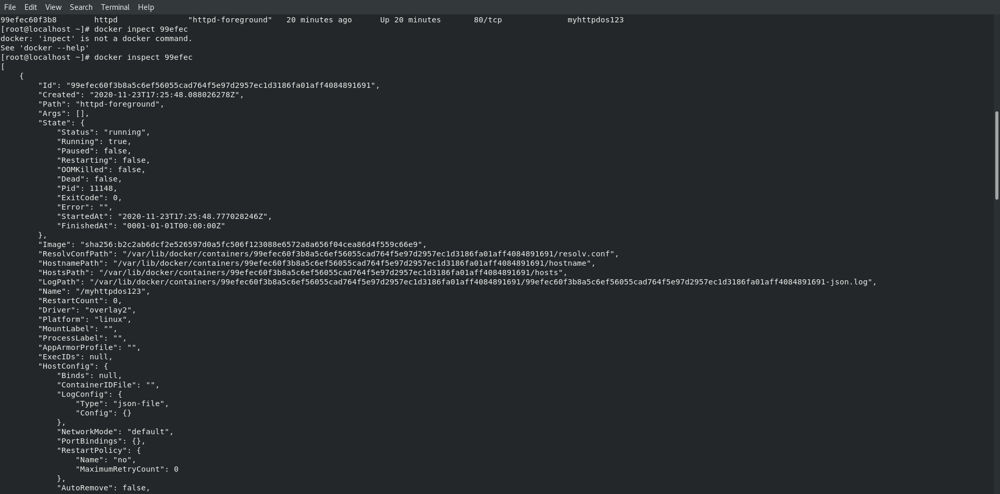 File Edit View Search Terminal Help
99efec60f3b8        httpd               "httpd-foreground"   20 minutes ago      Up 20 minutes       80/tcp              myhttpdos123
[root@localhost ~]# docker inpect 99efec
docker: 'inpect' is not a docker command.
See 'docker --help'
[root@localhost ~]# docker inspect 99efec
[
    {
        "Id": "99efec60f3b8a5c6ef56055cad764f5e97d2957ec1d3186fa01aff4084891691",
        "Created": "2020-11-23T17:25:48.088026278Z",
        "Path": "httpd-foreground",
        "Args": [],
        "State": {
            "Status": "running",
            "Running": true,
            "Paused": false,
            "Restarting": false,
            "OOMKilled": false,
            "Dead": false,
            "Pid": 11148,
            "ExitCode": 0,
            "Error": "",
            "StartedAt": "2020-11-23T17:25:48.777028246Z",
            "FinishedAt": "0001-01-01T00:00:00Z"
        },
        "Image": "sha256:b2c2ab6dcf2e526597d0a5fc506f123088e6572a8a656f04cea86d4f559c66e9",
        "ResolvConfPath": "/var/lib/docker/containers/99efec60f3b8a5c6ef56055cad764f5e97d2957ec1d3186fa01aff4084891691/resolv.conf",
        "HostnamePath": "/var/lib/docker/containers/99efec60f3b8a5c6ef56055cad764f5e97d2957ec1d3186fa01aff4084891691/hostname",
        "HostsPath": "/var/lib/docker/containers/99efec60f3b8a5c6ef56055cad764f5e97d2957ec1d3186fa01aff4084891691/hosts",
        "LogPath": "/var/lib/docker/containers/99efec60f3b8a5c6ef56055cad764f5e97d2957ec1d3186fa01aff4084891691/99efec60f3b8a5c6ef56055cad764f5e97d2957ec1d3186fa01aff4084891691-json.log",
        "Name": "/myhttpdos123",
        "RestartCount": 0,
        "Driver": "overlay2",
        "Platform": "linux",
        "MountLabel": "",
        "ProcessLabel": "",
        "AppArmorProfile": "",
        "ExecIDs": null,
        "HostConfig": {
            "Binds": null,
            "ContainerIDFile": "",
            "LogConfig": {
                "Type": "json-file",
                "Config": {}
            },
            "NetworkMode": "default",
            "PortBindings": {},
            "RestartPolicy": {
                "Name": "no",
                "MaximumRetryCount": 0
            },
            "AutoRemove": false,